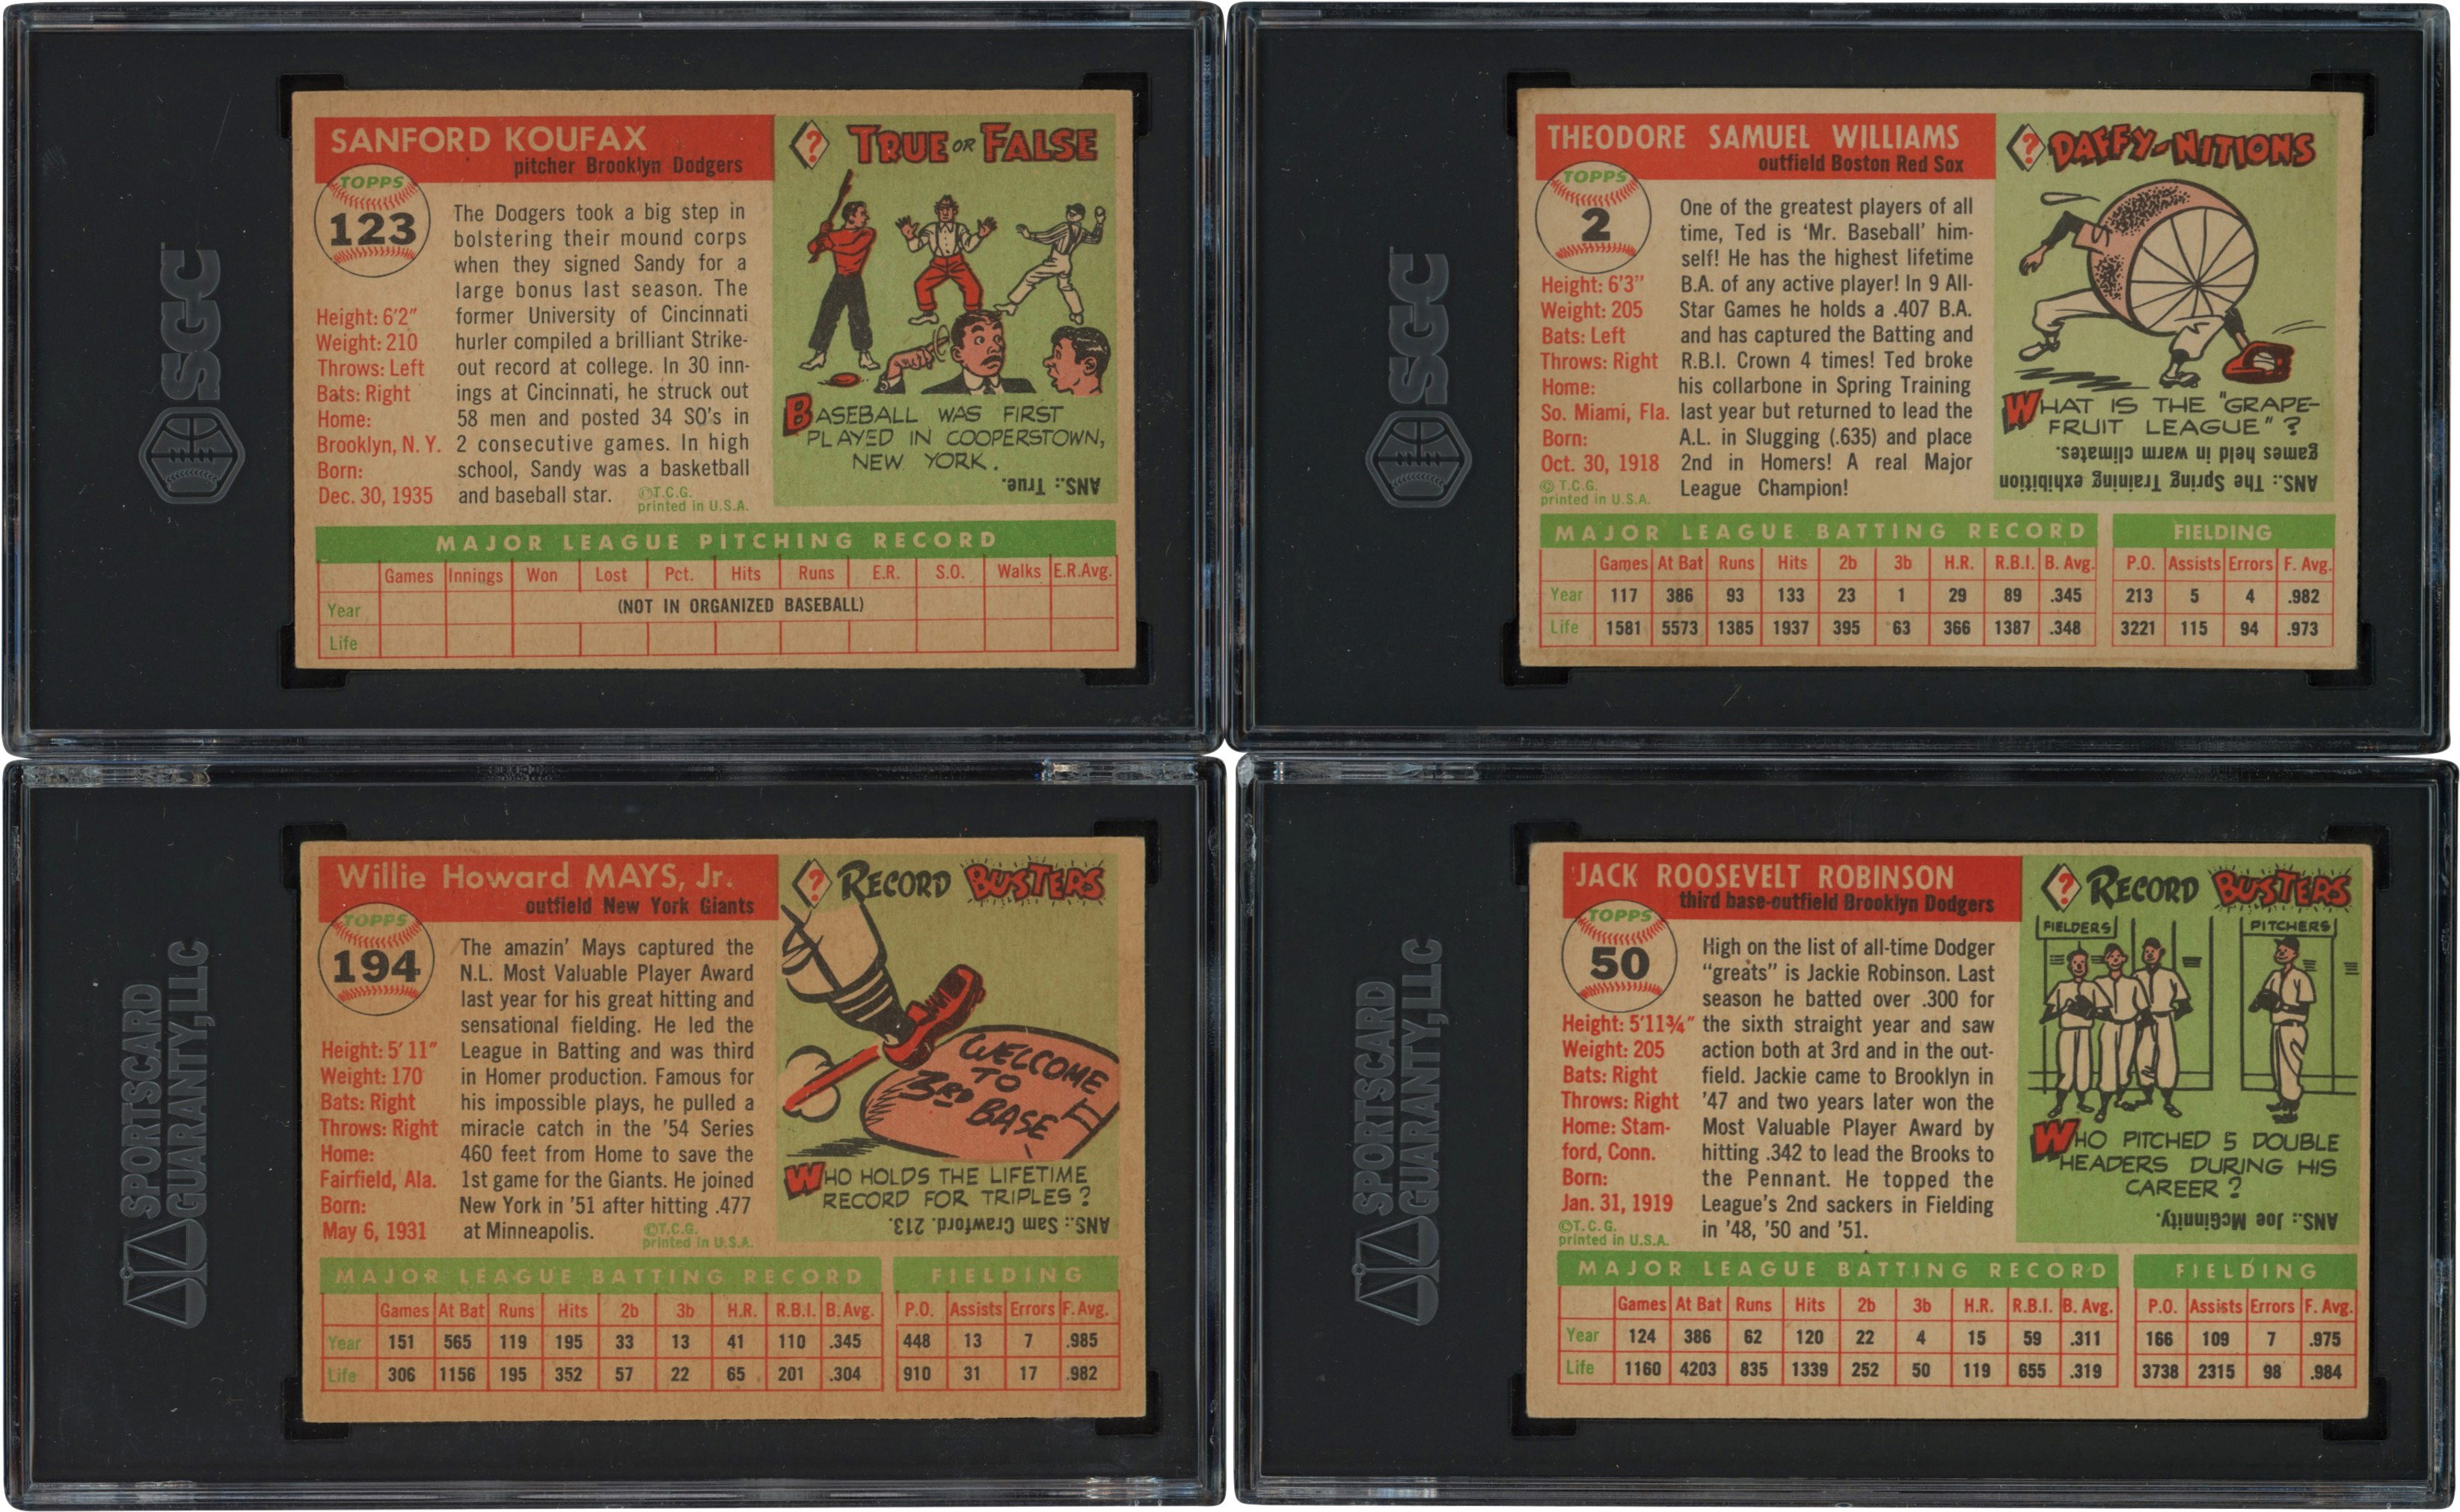 SGC
SANFORD KOUFAX
pitcher Brooklyn Dodgers
TOPPS
123
Height: 6'2"
Weight: 210
Throws: Left
Bats: Right
Home:
Brooklyn, N. Y.
Born:
Dec. 30, 1935
The Dodgers took a big step in
bolstering their mound corps
when they signed Sandy for a
large bonus last season. The
former University of Cincinnati
hurler compiled a brilliant Strike-
out record at college. In 30 inn-
ings at Cincinnati, he struck out
58 men and posted 34 SO's in
2 consecutive games. In high
school, Sandy was a basketball
and baseball star.
©T.C.G.
printed in U.S.A.
? TRUE OR FALSE
BASEBALL WAS FIRST
PLAYED IN COOPERSTOWN,
NEW YORK.
ANS.: True.
MAJOR LEAGUE PITCHING RECORD
Games Innings Won Lost Pct. Hits Runs E.R. S.O. Walks E.R.Avg.
Year (NOT IN ORGANIZED BASEBALL)
Life
SGC
THEODORE SAMUEL WILLIAMS
outfield Boston Red Sox
TOPPS
2
Height: 6'3"
Weight: 205
Bats: Left
Throws: Right
Home:
So. Miami, Fla.
Born:
Oct. 30, 1918
© T.C.G.
printed in U.S.A.
One of the greatest players of all
time, Ted is 'Mr. Baseball' him-
self! He has the highest lifetime
B.A. of any active player! In 9 All-
Star Games he holds a .407 B.A.
and has captured the Batting and
R.B.I. Crown 4 times! Ted broke
his collarbone in Spring Training
last year but returned to lead the
A.L. in Slugging (.635) and place
2nd in Homers! A real Major
League Champion!
? DAFFY-NITIONS
WHAT IS THE "GRAPE-
FRUIT LEAGUE"?
ANS.: The Spring Training exhibition
games held in warm climates.
MAJOR LEAGUE BATTING RECORD FIELDING
Games At Bat Runs Hits 2b 3b H.R. R.B.I. B. Avg. P.O. Assists Errors F. Avg.
Year 117 386 93 133 23 1 29 89 .345 213 5 4 .982
Life 1581 5573 1385 1937 395 63 366 1387 .348 3221 115 94 .973
SPORTSCARD
GUARANTY,LLC
Willie Howard MAYS, Jr.
outfield New York Giants
TOPPS
194
Height: 5' 11"
Weight: 170
Bats: Right
Throws: Right
Home:
Fairfield, Ala.
Born:
May 6, 1931
The amazin' Mays captured the
N.L. Most Valuable Player Award
last year for his great hitting and
sensational fielding. He led the
League in Batting and was third
in Homer production. Famous for
his impossible plays, he pulled a
miracle catch in the '54 Series
460 feet from Home to save the
1st game for the Giants. He joined
New York in '51 after hitting .477
at Minneapolis.
©T.C.G.
printed in U.S.A.
? RECORD BUSTERS
WELCOME
TO
3RD BASE
WHO HOLDS THE LIFETIME
RECORD FOR TRIPLES?
ANS.: Sam Crawford. 213.
MAJOR LEAGUE BATTING RECORD FIELDING
Games At Bat Runs Hits 2b 3b H.R. R.B.I. B.Avg. P.O. Assists Errors F. Avg.
Year 151 565 119 195 33 13 41 110 .345 448 13 7 .985
Life 306 1156 195 352 57 22 65 201 .304 910 31 17 .982
SPORTSCARD
GUARANTY,LLC
JACK ROOSEVELT ROBINSON
third base-outfield Brooklyn Dodgers
TOPPS
50
Height: 5'11¾"
Weight: 205
Bats: Right
Throws: Right
Home: Stam-
ford, Conn.
Born:
Jan. 31, 1919
©T.C.G.
printed in U.S.A.
High on the list of all-time Dodger
"greats" is Jackie Robinson. Last
season he batted over .300 for
the sixth straight year and saw
action both at 3rd and in the out-
field. Jackie came to Brooklyn in
'47 and two years later won the
Most Valuable Player Award by
hitting .342 to lead the Brooks to
the Pennant. He topped the
League's 2nd sackers in Fielding
in '48, '50 and '51.
? RECORD BUSTERS
FIELDERS PITCHERS
WHO PITCHED 5 DOUBLE
HEADERS DURING HIS
CAREER?
ANS.: Joe McGinnity.
MAJOR LEAGUE BATTING RECORD FIELDING
Games At Bat Runs Hits 2b 3b H.R. R.B.I. B. Avg. P.O. Assists Errors F. Avg.
Year 124 386 62 120 22 4 15 59 .311 166 109 7 .975
Life 1160 4203 835 1339 252 50 119 655 .319 3738 2315 98 .984